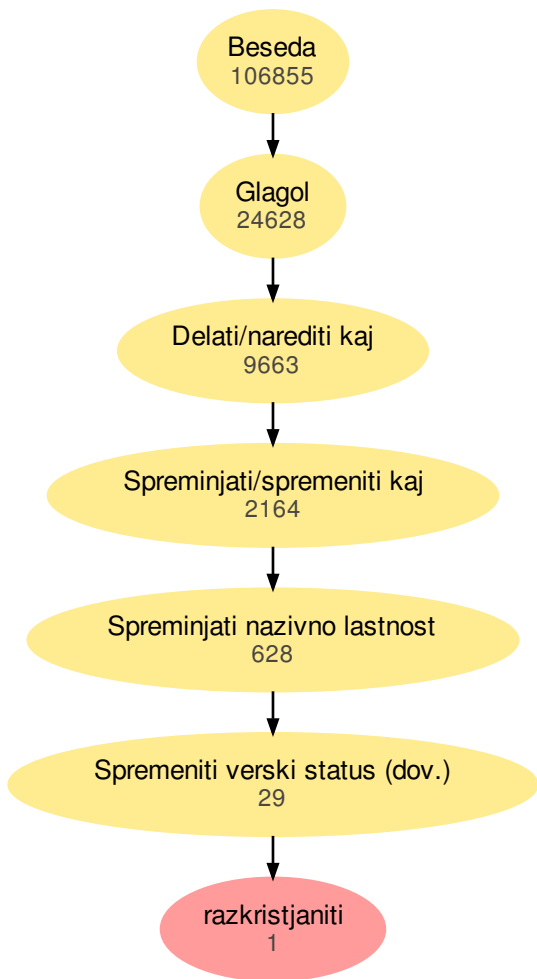 Beseda
106855
Glagol
24628
Delati/narediti kaj
9663
Spreminjati/spremeniti kaj
2164
Spreminjati nazivno lastnost
628
Spremeniti verski status (dov.)
29
razkristjaniti
1